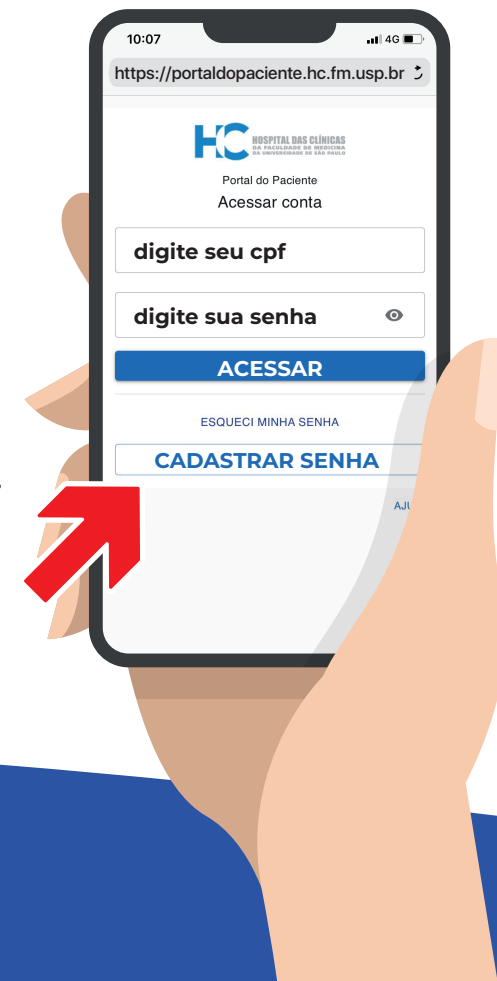 10:07
4G
https://portaldopaciente.hc.fm.usp.br
HC
HOSPITAL DAS CLÍNICAS
DA FACULDADE DE MEDICINA
DA UNIVERSIDADE DE SÃO PAULO
Portal do Paciente
Acessar conta
digite seu cpf
digite sua senha
ACESSAR
ESQUECI MINHA SENHA
CADASTRAR SENHA
AJU